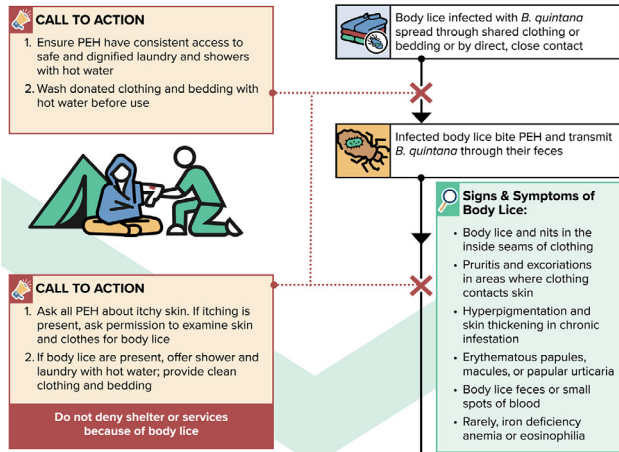 CALL TO ACTION
1. Ensure PEH have consistent access to
safe and dignified laundry and showers
with hot water
2. Wash donated clothing and bedding with
hot water before use
Body lice infected with B. quintana
spread through shared clothing or
bedding or by direct, close contact
Infected body lice bite PEH and transmit
B. quintana through their feces
Signs & Symptoms of
Body Lice:
• Body lice and nits in the
inside seams of clothing
• Pruritis and excoriations
in areas where clothing
contacts skin
• Hyperpigmentation and
skin thickening in chronic
infestation
• Erythematous papules,
macules, or papular urticaria
• Body lice feces or small
spots of blood
• Rarely, iron deficiency
anemia or eosinophilia
CALL TO ACTION
1. Ask all PEH about itchy skin. If itching is
present, ask permission to examine skin
and clothes for body lice
2. If body lice are present, offer shower and
laundry with hot water; provide clean
clothing and bedding
Do not deny shelter or services
because of body lice